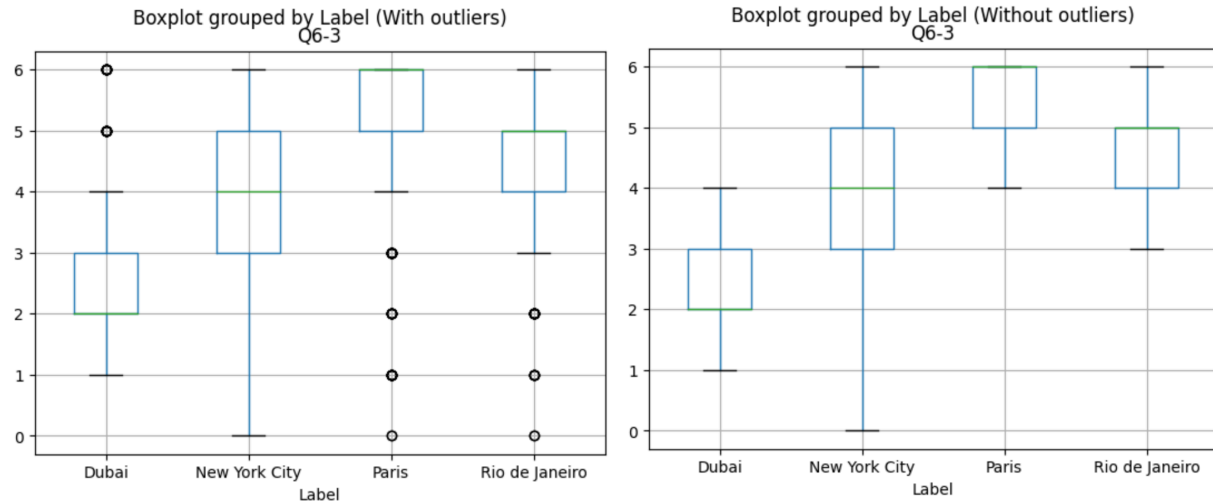 Boxplot grouped by Label (With outliers)
Q6-3
6
5
4
3
2
1
0
Dubai New York City Paris Rio de Janeiro
Label
Boxplot grouped by Label (Without outliers)
Q6-3
6
5
4
3
2
1
0
Dubai New York City Paris Rio de Janeiro
Label